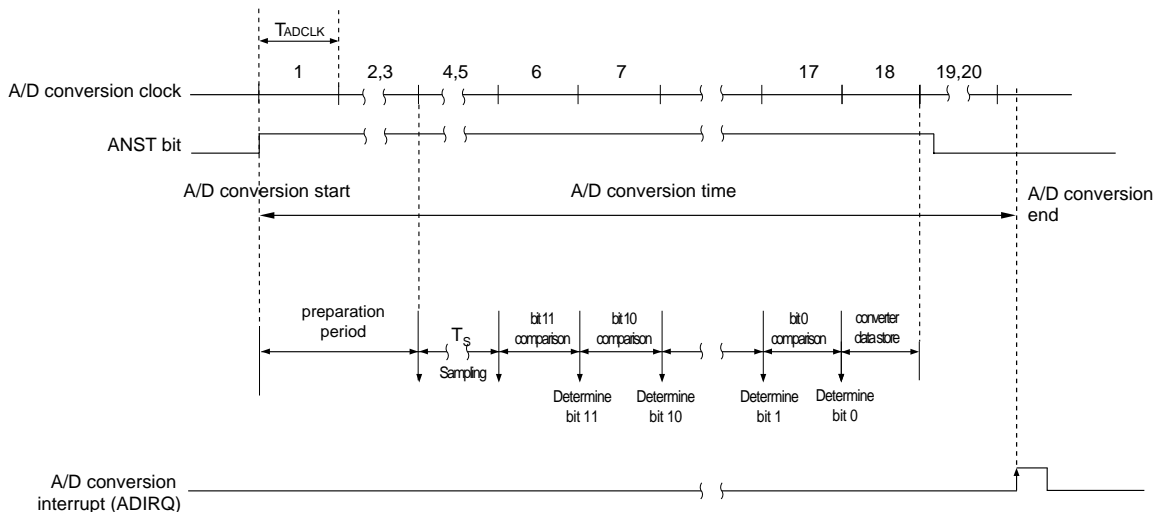 TADCLK
1 2,3 4,5 6 7 17 18 19,20
A/D conversion clock
ANST bit
A/D conversion start
A/D conversion time
A/D conversion
end
preparation
period
TS
Sampling
bit 11
comparison
bit 10
comparison
bit 0
comparison
converter
data store
Determine
bit 11
Determine
bit 10
Determine
bit 1
Determine
bit 0
A/D conversion
interrupt (ADIRQ)